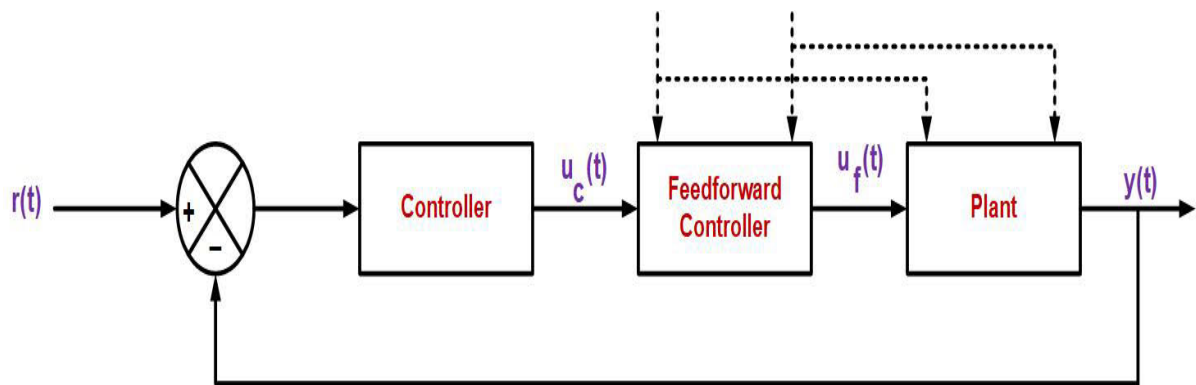 r(t)
+
−
Controller
u_c(t)
Feedforward
Controller
u_f(t)
Plant
y(t)